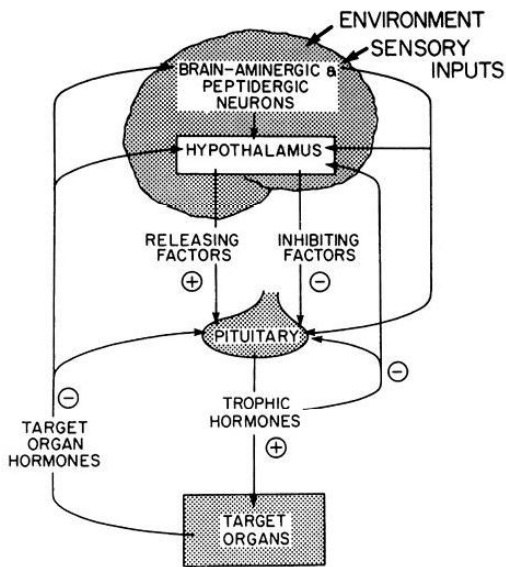 ENVIRONMENT
SENSORY
INPUTS
BRAIN-AMINERGIC &
PEPTIDERGIC
NEURONS
HYPOTHALAMUS
RELEASING
FACTORS
+
INHIBITING
FACTORS
−
PITUITARY
−
TROPHIC
HORMONES
+
−
TARGET
ORGAN
HORMONES
TARGET
ORGANS